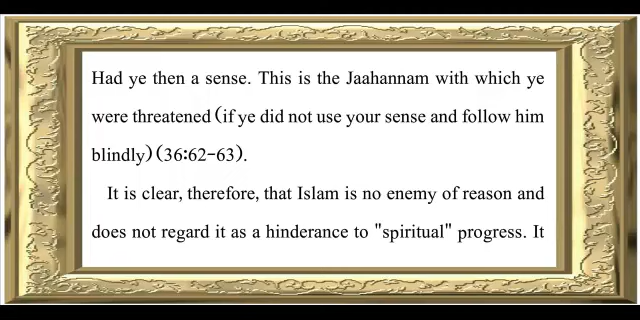 Had ye then a sense. This is the Jaahannam with which ye
were threatened (if ye did not use your sense and follow him
blindly) (36:62-63).
It is clear, therefore, that Islam is no enemy of reason and
does not regard it as a hinderance to "spiritual" progress. It